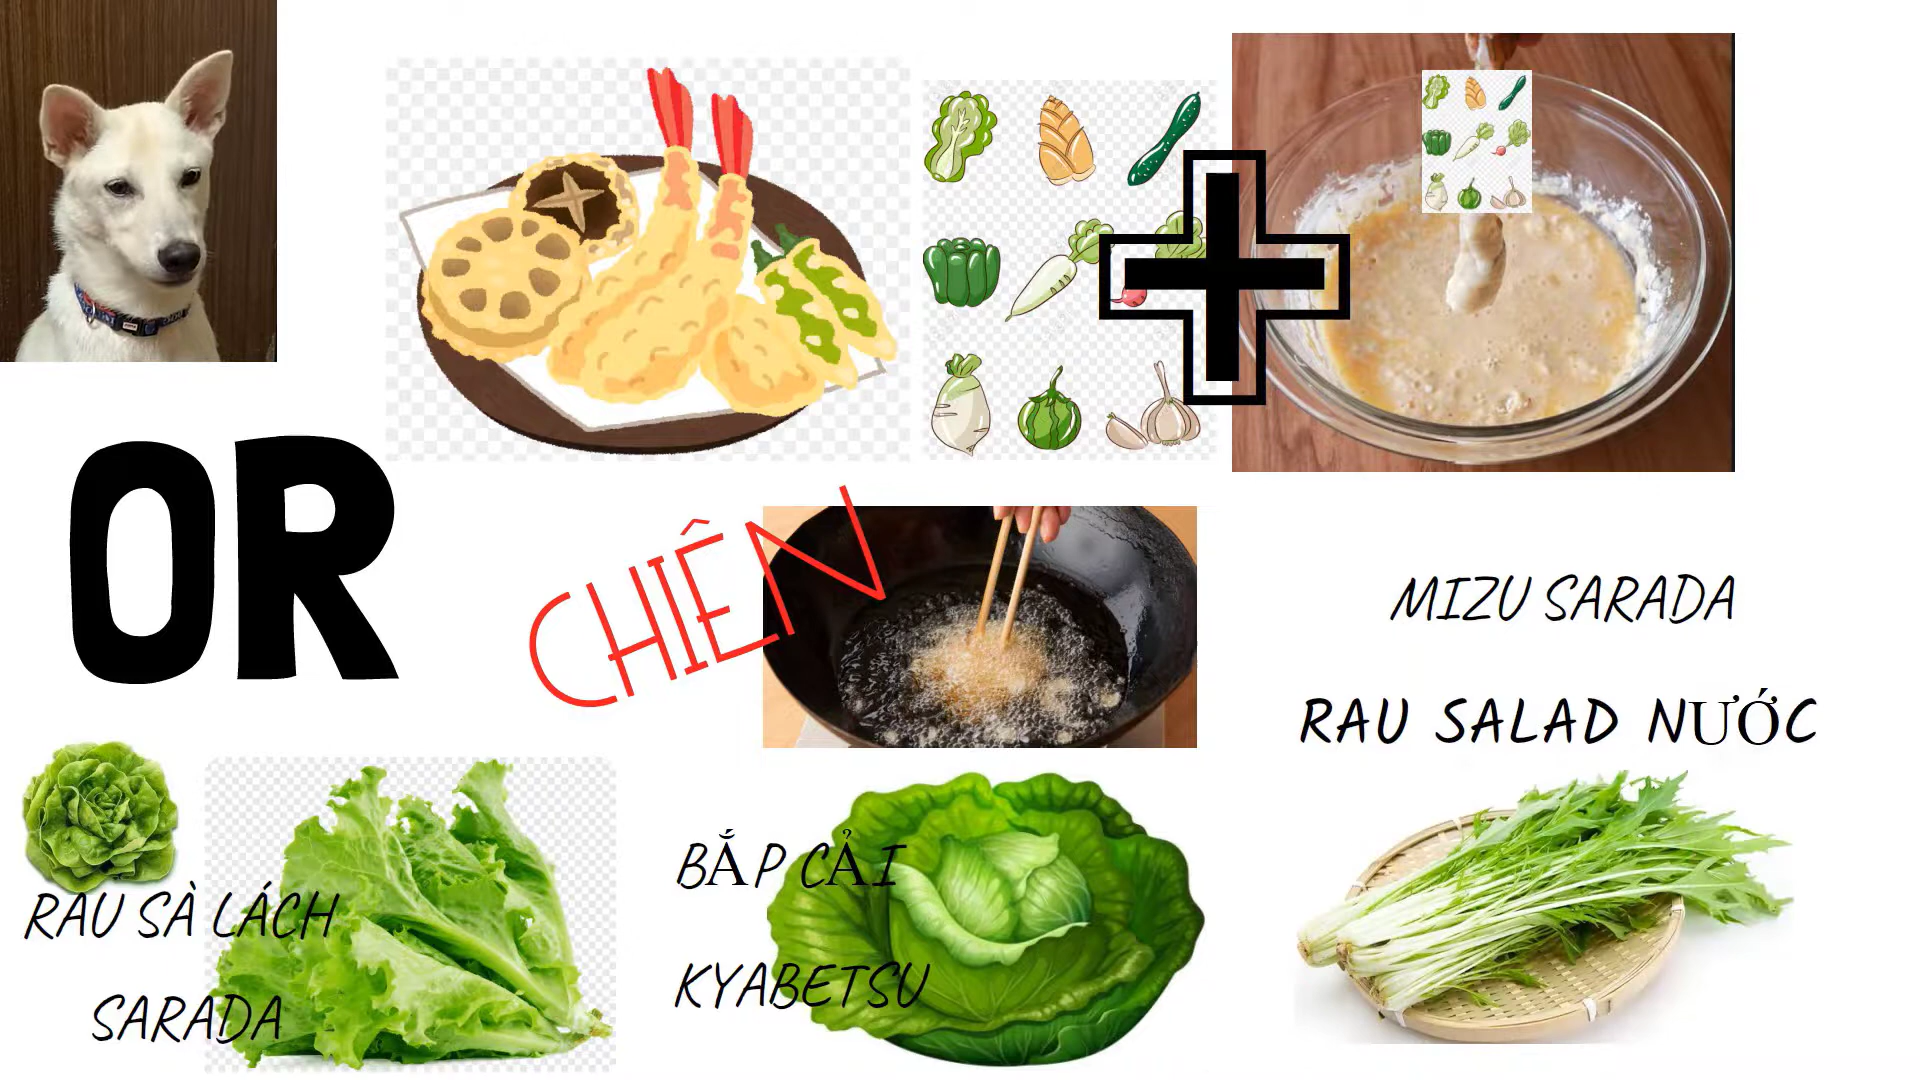 OR
CHIÊN
MIZU SARADA
RAU SALAD NƯỚC
RAU SÀ LÁCH
SARADA
BẮP CẢI
KYABETSU